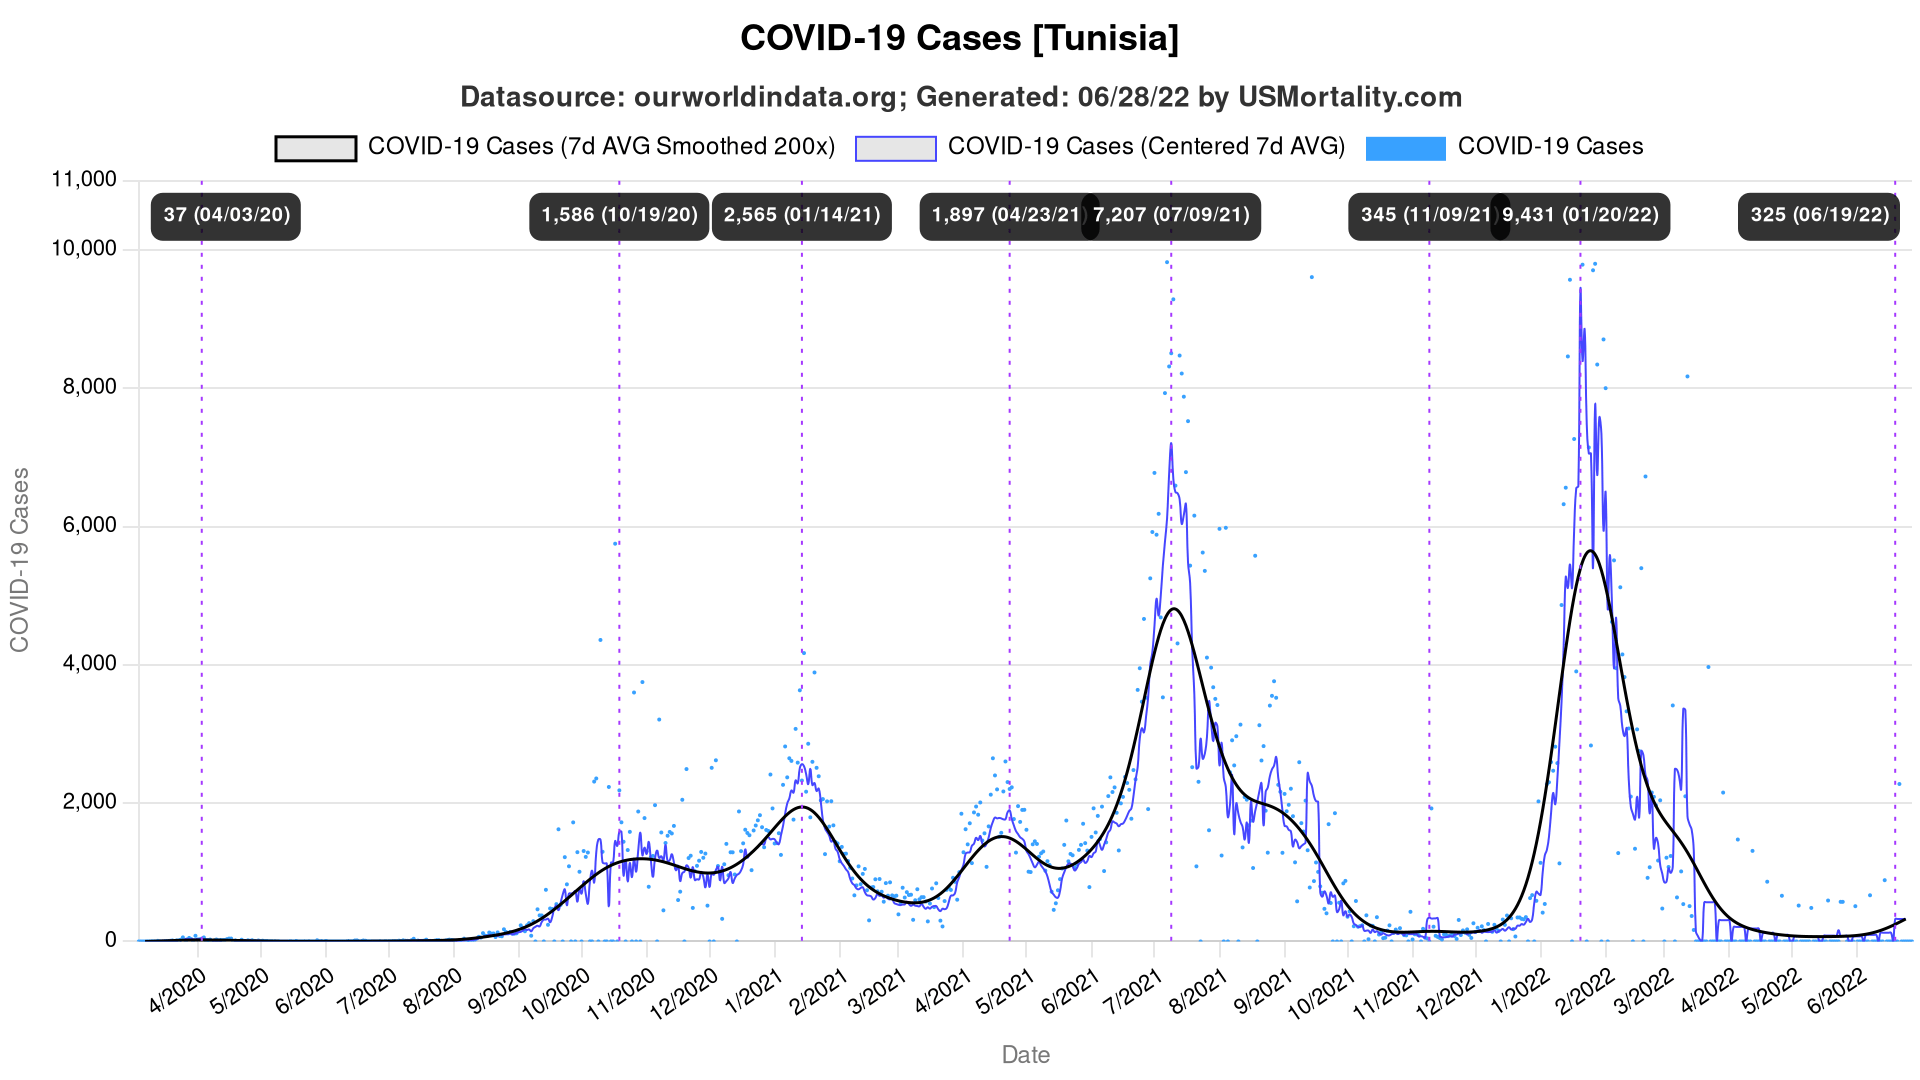 COVID-19 Cases [Tunisia]
Datasource: ourworldindata.org; Generated: 06/28/22 by USMortality.com
COVID-19 Cases (7d AVG Smoothed 200x) COVID-19 Cases (Centered 7d AVG) COVID-19 Cases
11,000
37 (04/03/20) 1,586 (10/19/20) 2,565 (01/14/21) 1,897 (04/23/21) 7,207 (07/09/21) 345 (11/09/21) 9,431 (01/20/22) 325 (06/19/22)
10,000
8,000
6,000
4,000
2,000
0
COVID-19 Cases
4/2020 5/2020 6/2020 7/2020 8/2020 9/2020 10/2020 11/2020 12/2020 1/2021 2/2021 3/2021 4/2021 5/2021 6/2021 7/2021 8/2021 9/2021 10/2021 11/2021 12/2021 1/2022 2/2022 3/2022 4/2022 5/2022 6/2022
Date